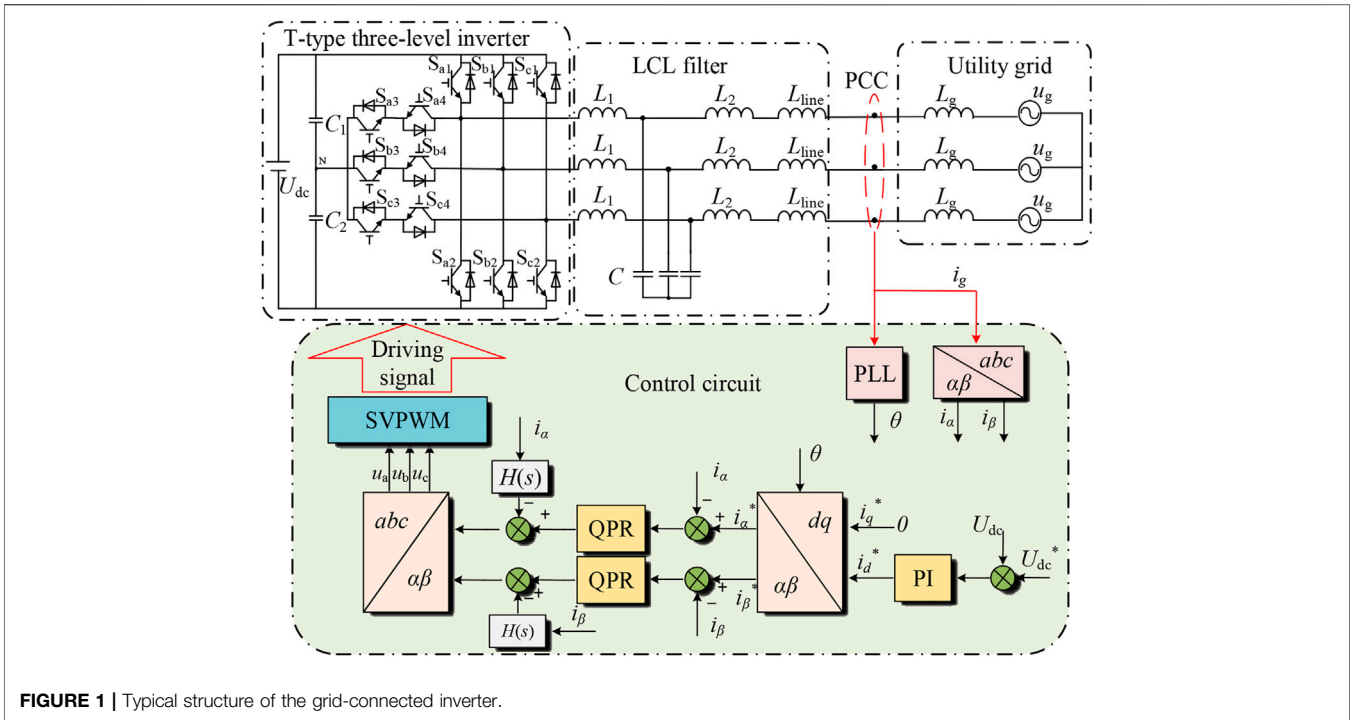 T-type three-level inverter
LCL filter
PCC
Utility grid
Sa1 Sb1 Sc1
Sa3 Sa4
C1
L1 L2 Lline Lg ug
N
Sb3 Sb4
L1 L2 Lline Lg ug
Udc
Sc3 Sc4
C2
L1 L2 Lline Lg ug
Sa2 Sb2 Sc2
C
ig
Driving
signal
Control circuit
PLL
abc
αβ
θ
iα iβ
SVPWM
ua ub uc
iα
H(s)
iα
θ
abc
αβ
− +
QPR
− +
iα*
dq
αβ
iq* 0
id*
PI
Udc
Udc*
− +
QPR
+ −
iβ*
H(s)
iβ
iβ
FIGURE 1 | Typical structure of the grid-connected inverter.